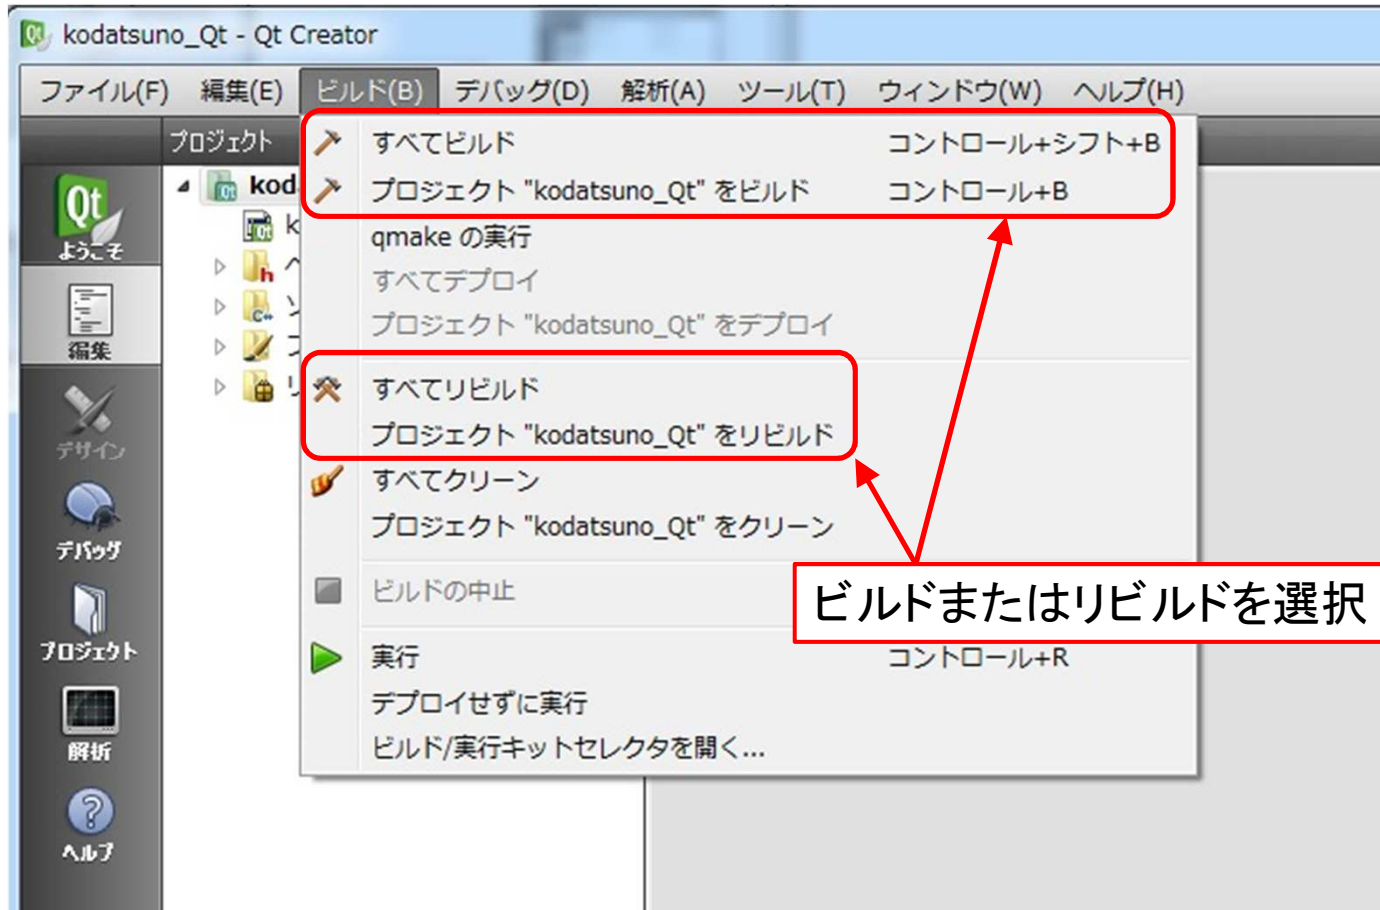 kodatsuno_Qt - Qt Creator
ファイル(F) 編集(E) ビルド(B) デバッグ(D) 解析(A) ツール(T) ウィンドウ(W) ヘルプ(H)
プロジェクト
すべてビルド コントロール+シフト+B
プロジェクト "kodatsuno_Qt" をビルド コントロール+B
qmake の実行
すべてデプロイ
プロジェクト "kodatsuno_Qt" をデプロイ
すべてリビルド
プロジェクト "kodatsuno_Qt" をリビルド
すべてクリーン
プロジェクト "kodatsuno_Qt" をクリーン
ビルドの中止
ビルドまたはリビルドを選択
実行 コントロール+R
デプロイせずに実行
ビルド/実行キットセレクタを開く...
Qt
ようこそ
編集
デザイン
デバッグ
プロジェクト
解析
ヘルプ